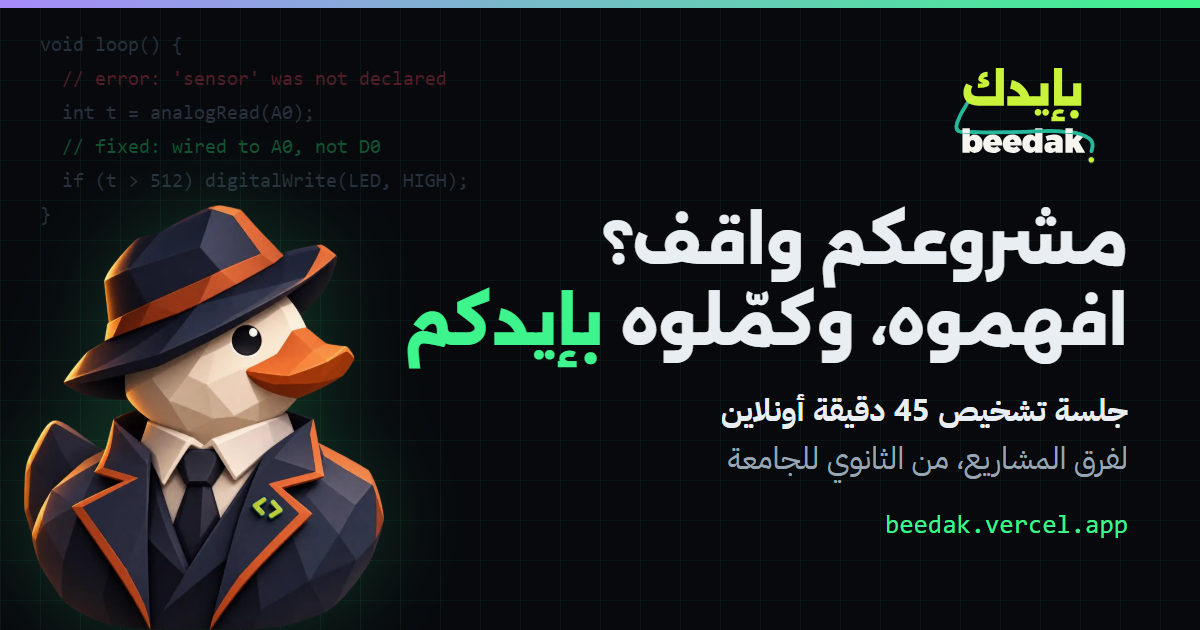 void loop() {
// error: 'sensor' was not declared
int t = analogRead(A0);
// fixed: wired to A0, not D0
if (t > 512) digitalWrite(LED, HIGH);
}
بإيدك
beedak
مشروعكم واقف؟
افهموه، وكمّلوه بإيدكم
جلسة تشخيص 45 دقيقة أونلاين
لفرق المشاريع، من الثانوي للجامعة
beedak.vercel.app
<>